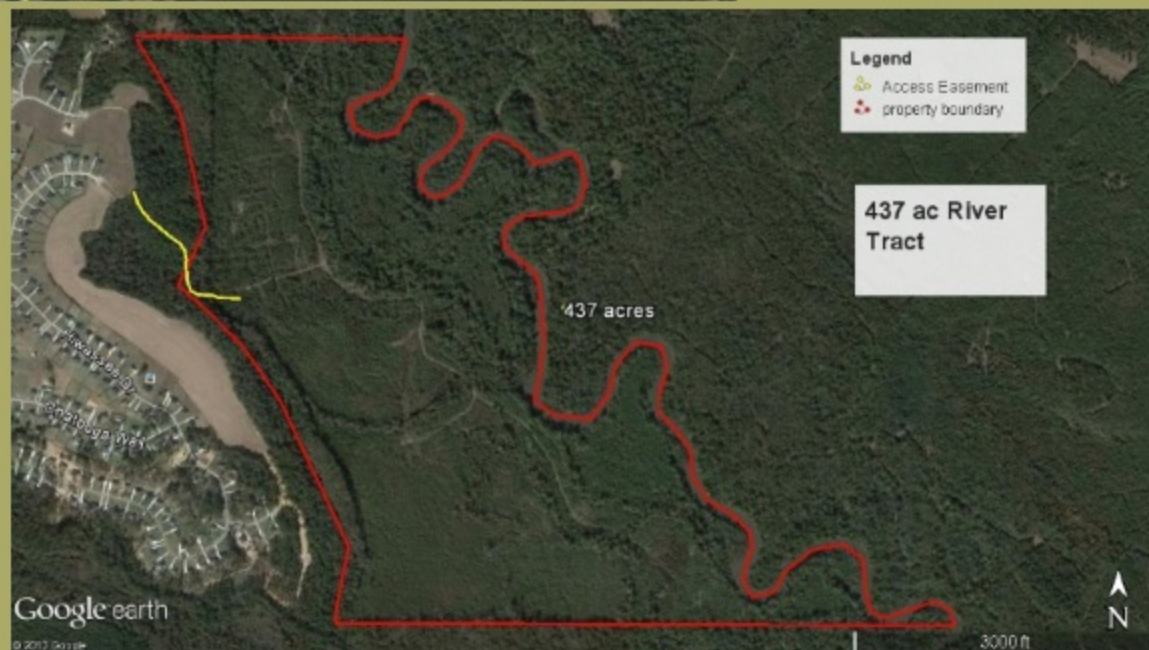 Legend
Access Easement
property boundary
437 ac River
Tract
437 acres
Google earth
N
3000 ft